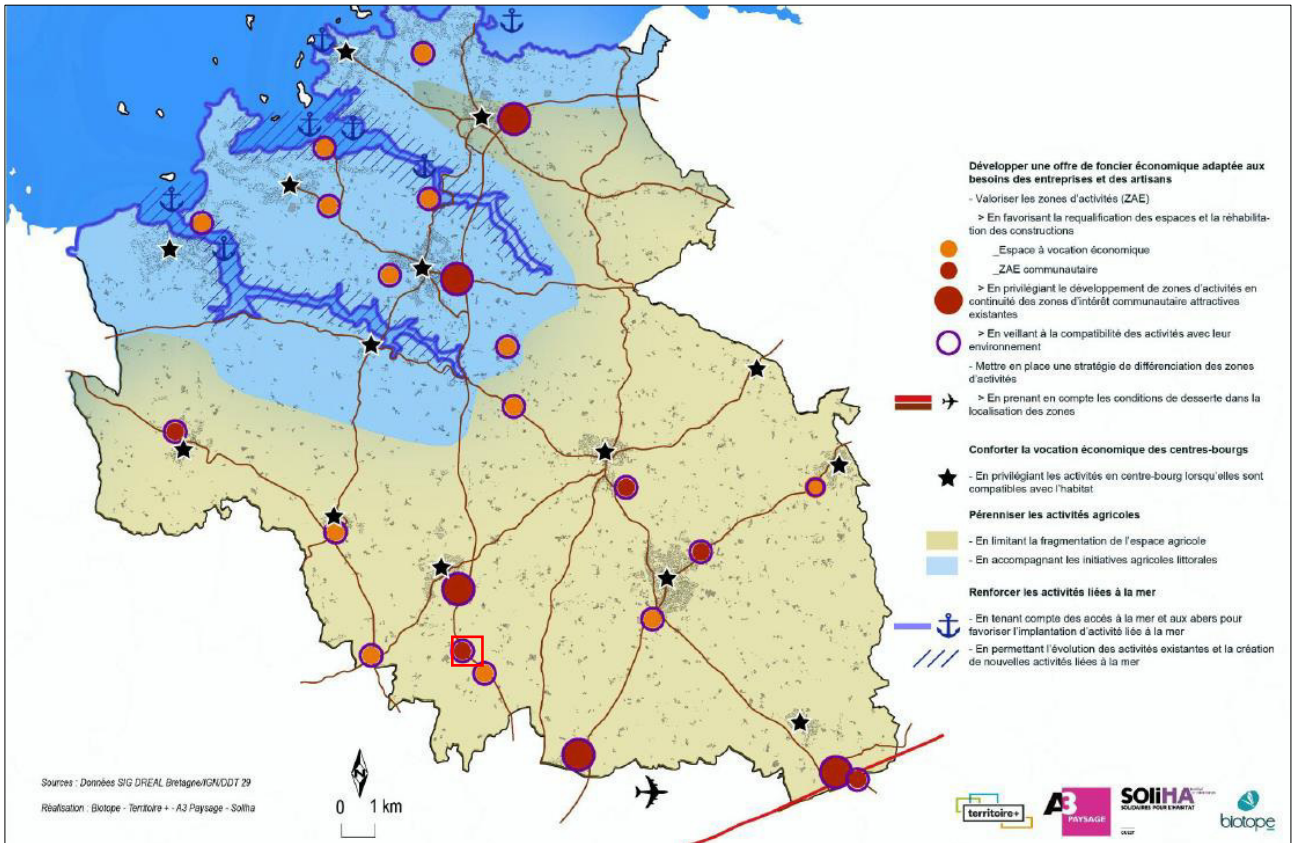 Développer une offre de foncier économique adaptée aux
besoins des entreprises et des artisans
- Valoriser les zones d'activités (ZAE)
> En favorisant la requalification des espaces et la réhabilita-
tion des constructions
_Espace à vocation économique
_ZAE communautaire
> En privilégiant le développement de zones d'activités en
continuité des zones d'intérêt communautaire attractives
existantes
> En veillant à la compatibilité des activités avec leur
environnement
- Mettre en place une stratégie de différenciation des zones
d'activités
> En prenant en compte les conditions de desserte dans la
localisation des zones
Conforter la vocation économique des centres-bourgs
- En privilégiant les activités en centre-bourg lorsqu'elles sont
compatibles avec l'habitat
Pérenniser les activités agricoles
- En limitant la fragmentation de l'espace agricole
- En accompagnant les initiatives agricoles littorales
Renforcer les activités liées à la mer
- En tenant compte des accès à la mer et aux abers pour
favoriser l'implantation d'activité liée à la mer
- En permettant l'évolution des activités existantes et la création
de nouvelles activités liées à la mer
Sources : Données SIG DREAL Bretagne/IGN/DDT 29
Réalisation : Biotope - Territoire + - A3 Paysage - Soliha
N
0 1 km
territoire+
A3
PAYSAGE
SOLiHA
SOLIDAIRES POUR L'HABITAT
biotope